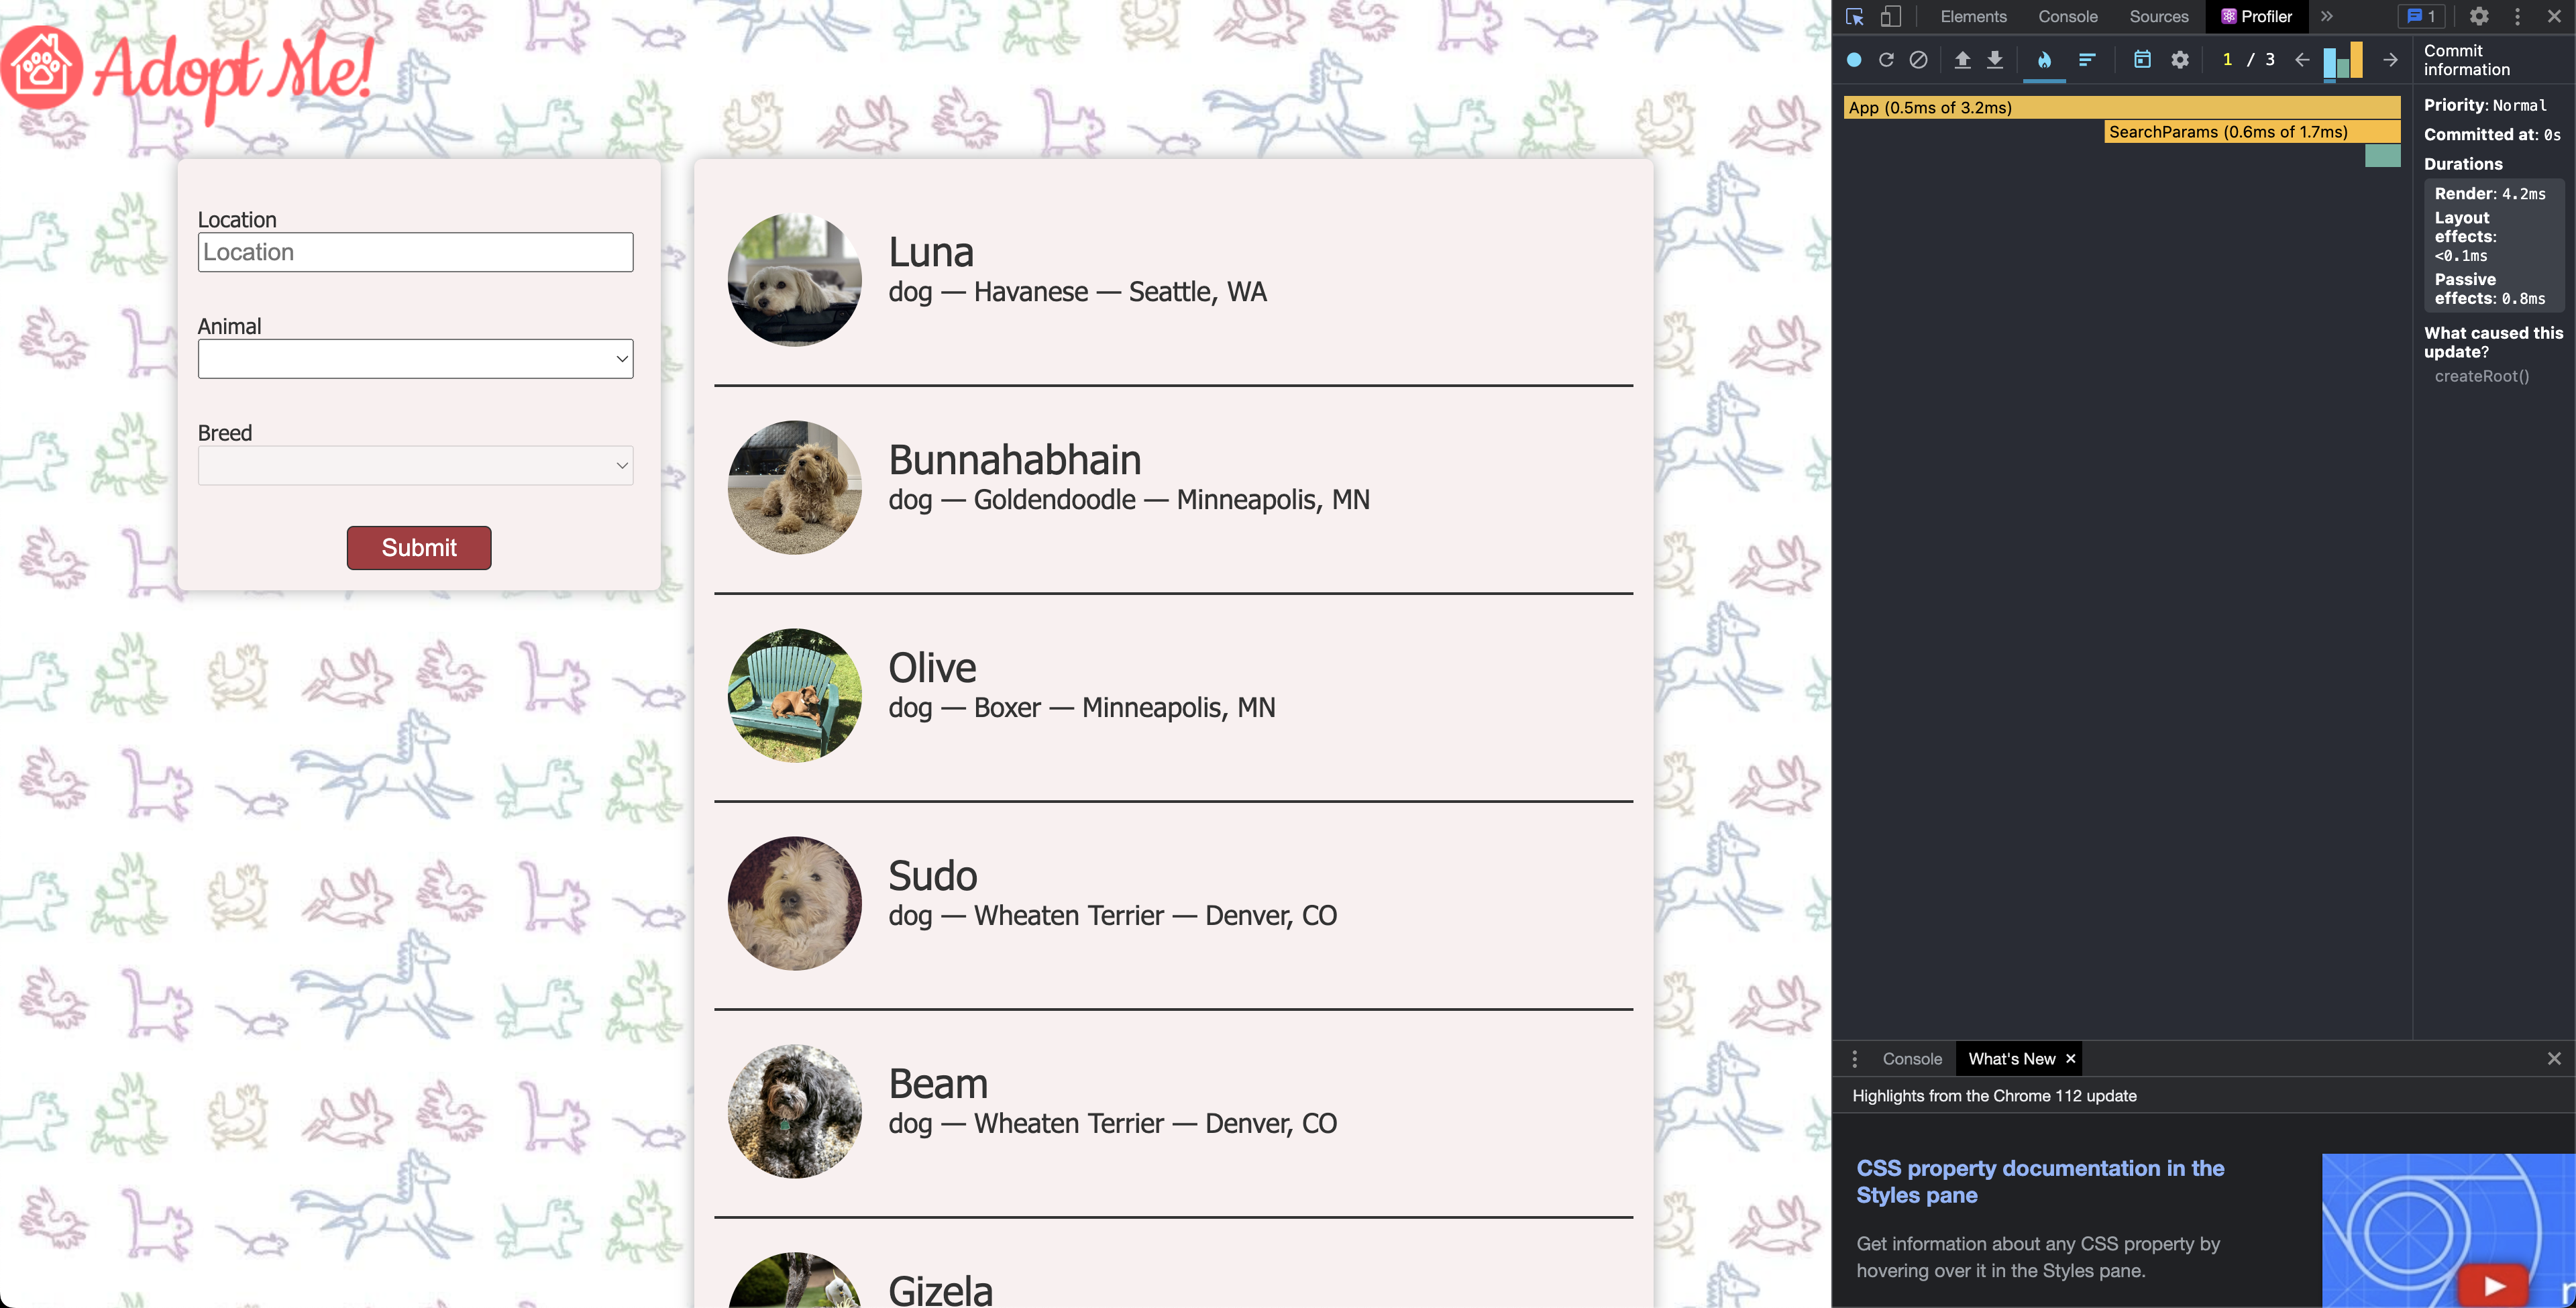 Adopt Me!
Location
Location
Animal
Breed
Submit
Luna
dog — Havanese — Seattle, WA
Bunnahabhain
dog — Goldendoodle — Minneapolis, MN
Olive
dog — Boxer — Minneapolis, MN
Sudo
dog — Wheaten Terrier — Denver, CO
Beam
dog — Wheaten Terrier — Denver, CO
Gizela
Elements Console Sources Profiler 1
1 / 3
App (0.5ms of 3.2ms)
SearchParams (0.6ms of 1.7ms)
Commit
information
Priority: Normal
Committed at: 0s
Durations
Render: 4.2ms
Layout
effects:
<0.1ms
Passive
effects: 0.8ms
What caused this
update?
createRoot()
Console What's New
Highlights from the Chrome 112 update
CSS property documentation in the
Styles pane
Get information about any CSS property by
hovering over it in the Styles pane.